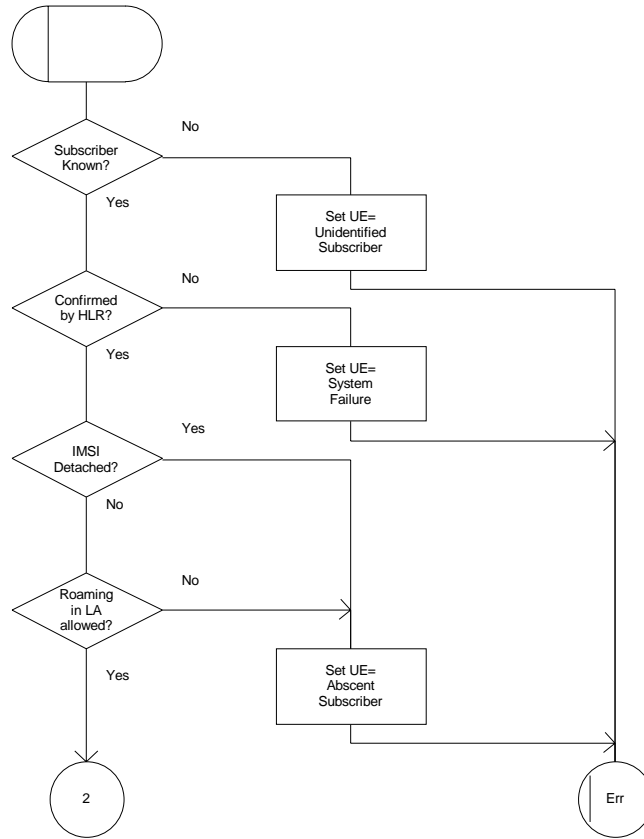 No
Subscriber
Known?
Yes
Set UE=
Unidentified
Subscriber
No
Confirmed
by HLR?
Yes
Set UE=
System
Failure
Yes
IMSI
Detached?
No
No
Roaming
in LA
allowed?
Yes
Set UE=
Abscent
Subscriber
2
Err